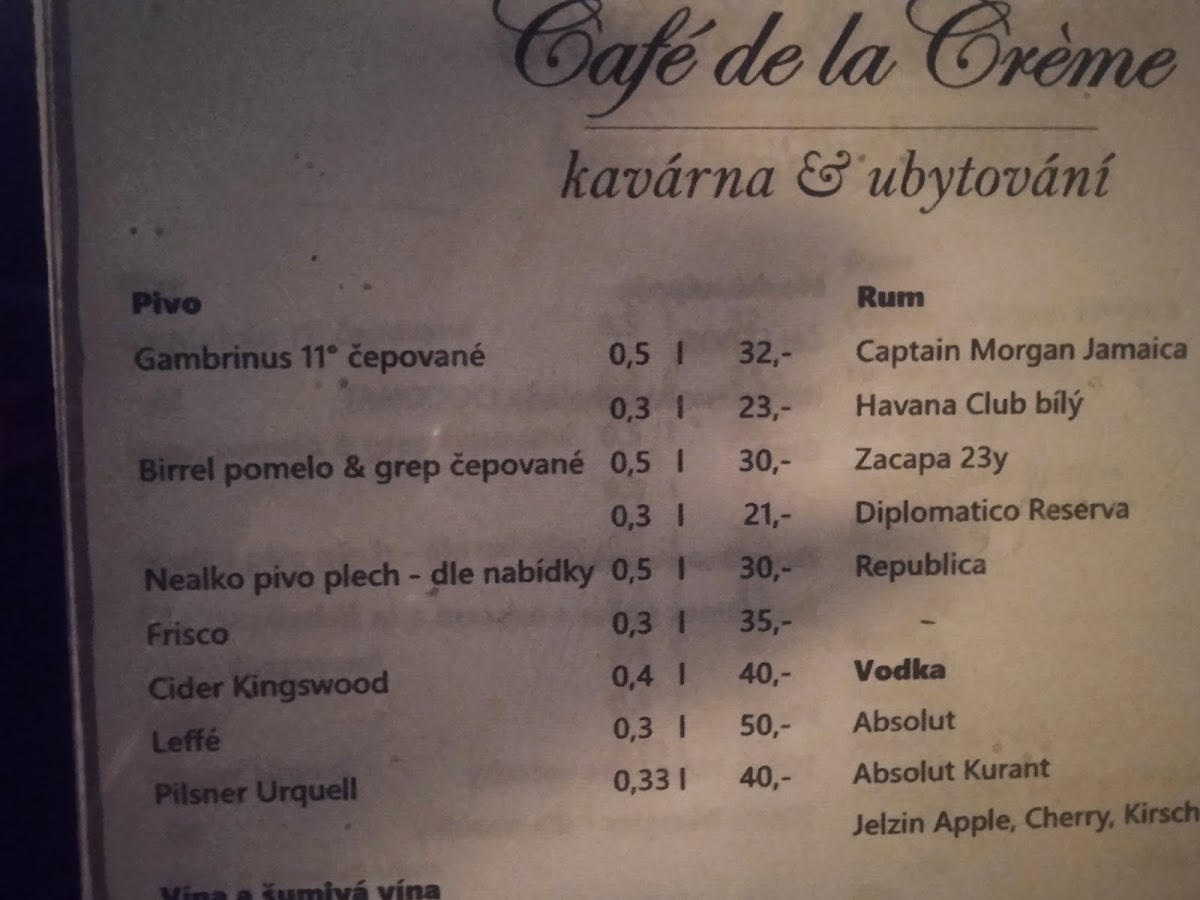 Café de la Crème
kavárna & ubytování
Pivo
Gambrinus 11° čepované 0,5 l 32,-
0,3 l 23,-
Birrel pomelo & grep čepované 0,5 l 30,-
0,3 l 21,-
Nealko pivo plech - dle nabídky 0,5 l 30,-
Frisco 0,3 l 35,-
Cider Kingswood 0,4 l 40,-
Leffé 0,3 l 50,-
Pilsner Urquell 0,33 l 40,-
Vína a šumivá vína
Rum
Captain Morgan Jamaica
Havana Club bílý
Zacapa 23y
Diplomatico Reserva
Republica
Vodka
Absolut
Absolut Kurant
Jelzin Apple, Cherry, Kirsch